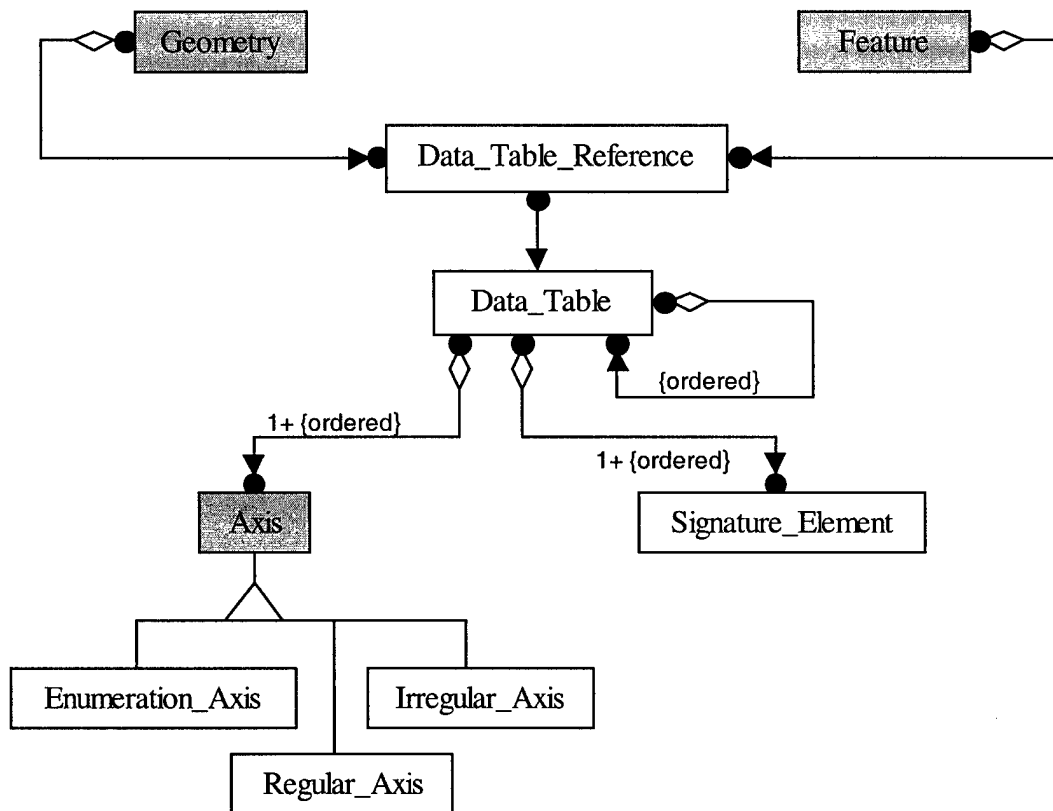 Geometry
Feature
Data_Table_Reference
Data_Table
{ordered}
1+ {ordered}
1+ {ordered}
Axis
Signature_Element
Enumeration_Axis
Irregular_Axis
Regular_Axis